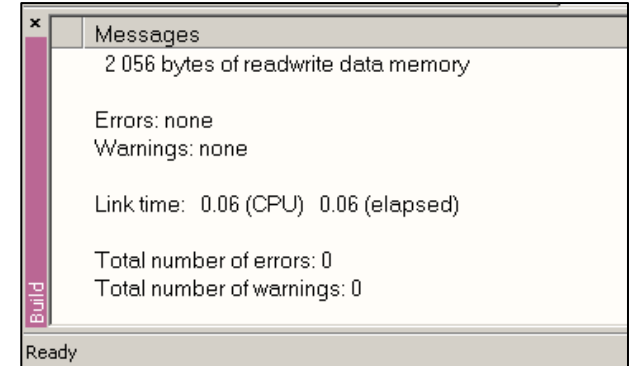 Messages
2 056 bytes of readwrite data memory
Errors: none
Warnings: none
Link time: 0.06 (CPU) 0.06 (elapsed)
Total number of errors: 0
Total number of warnings: 0
Build
Ready